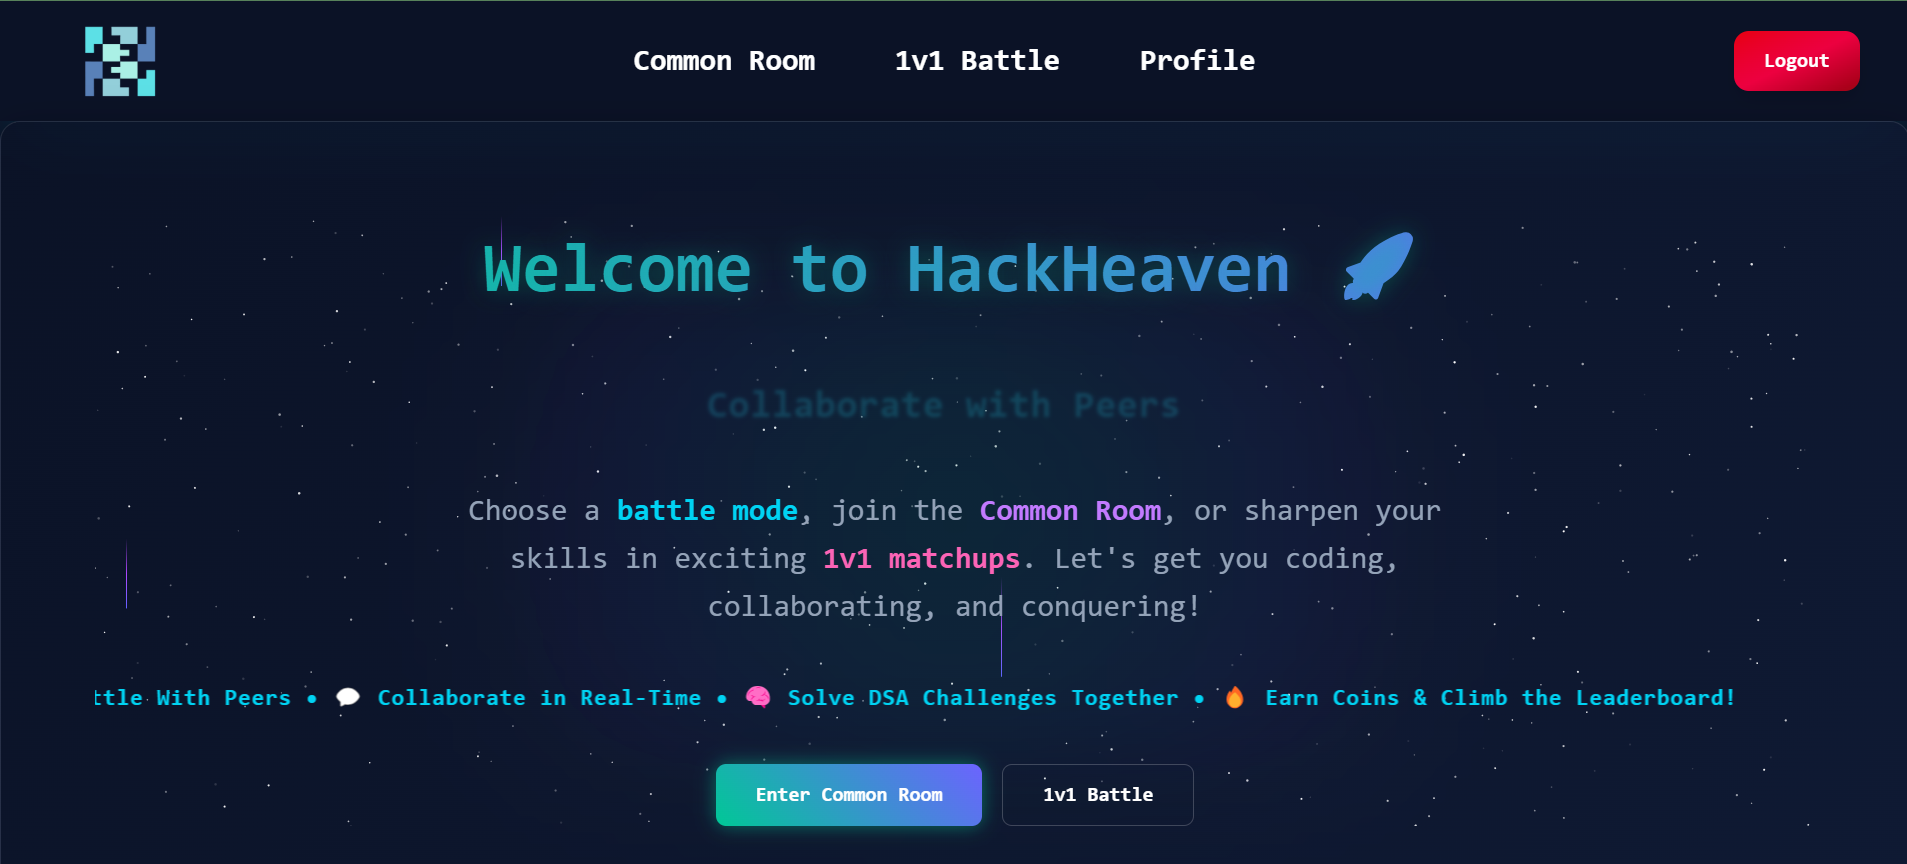 Common Room 1v1 Battle Profile Logout
Welcome to HackHeaven 🚀
Collaborate with Peers
Choose a battle mode, join the Common Room, or sharpen your
skills in exciting 1v1 matchups. Let's get you coding,
collaborating, and conquering!
ttle With Peers • 💬 Collaborate in Real-Time • 🧠 Solve DSA Challenges Together • 🔥 Earn Coins & Climb the Leaderboard!
Enter Common Room 1v1 Battle